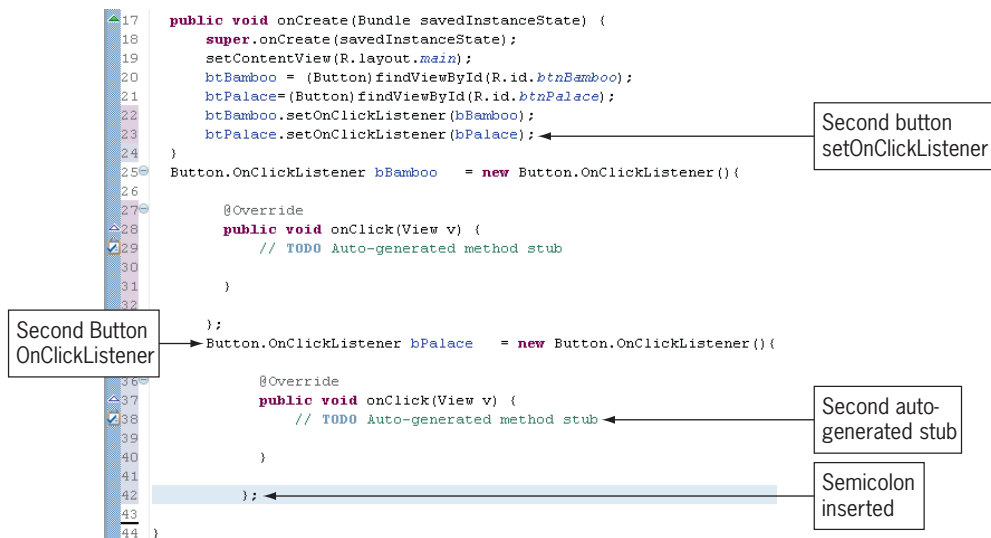 17 public void onCreate(Bundle savedInstanceState) {
18 super.onCreate(savedInstanceState);
19 setContentView(R.layout.main);
20 btBamboo = (Button)findViewById(R.id.btnBamboo);
21 btPalace=(Button)findViewById(R.id.btnPalace);
22 btBamboo.setOnClickListener(bBamboo);
23 btPalace.setOnClickListener(bPalace);
Second button
setOnClickListener
24 }
25 Button.OnClickListener bBamboo = new Button.OnClickListener(){
26
27 @Override
28 public void onClick(View v) {
29 // TODO Auto-generated method stub
30
31 }
32
};
Second Button
OnClickListener
Button.OnClickListener bPalace = new Button.OnClickListener(){
36 @Override
37 public void onClick(View v) {
38 // TODO Auto-generated method stub
Second auto-
generated stub
39
40 }
41
42 };
Semicolon
inserted
43
44 }